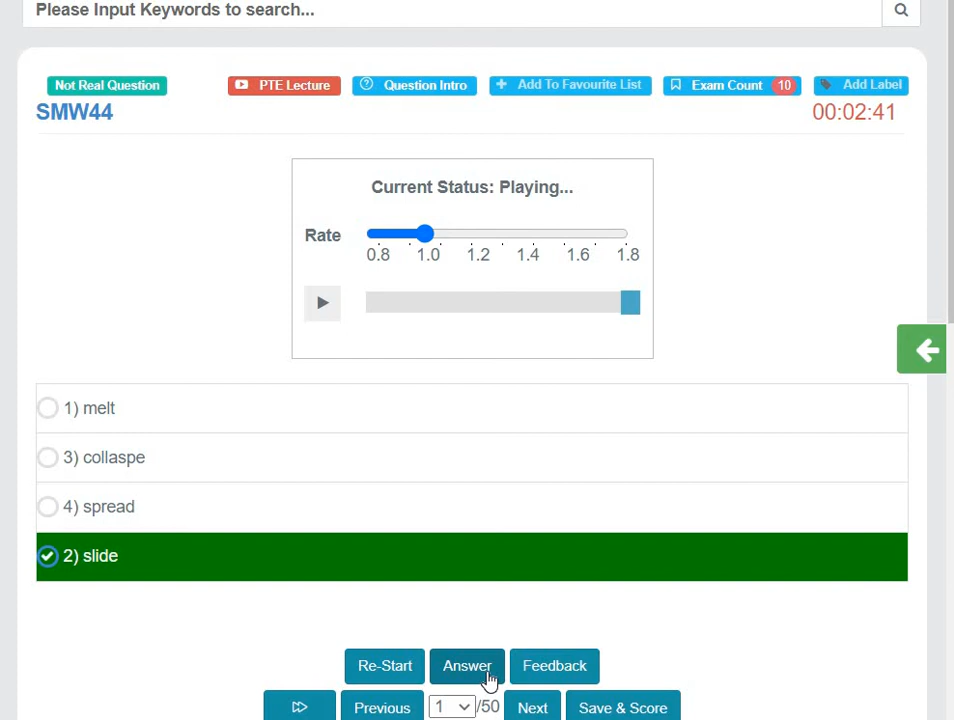 Please Input Keywords to search...
Not Real Question
PTE Lecture
Question Intro
Add To Favourite List
Exam Count 10
Add Label
SMW44
00:02:41
Current Status: Playing...
Rate
0.8 1.0 1.2 1.4 1.6 1.8
1) melt
3) collaspe
4) spread
2) slide
Re-Start
Answer
Feedback
Previous
1
/50
Next
Save & Score